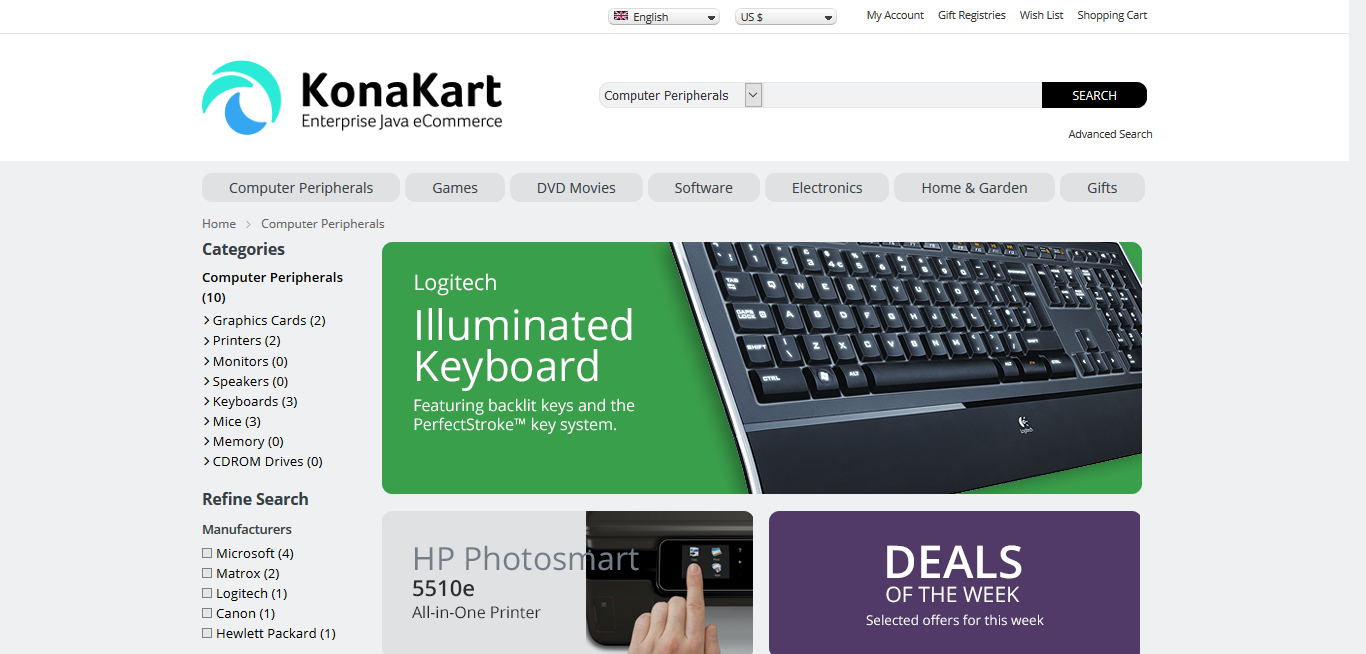 English
US $
My Account
Gift Registries
Wish List
Shopping Cart
KonaKart
Enterprise Java eCommerce
Computer Peripherals
SEARCH
Advanced Search
Computer Peripherals
Games
DVD Movies
Software
Electronics
Home & Garden
Gifts
Home
Computer Peripherals
Categories
Computer Peripherals
(10)
Graphics Cards (2)
Printers (2)
Monitors (0)
Speakers (0)
Keyboards (3)
Mice (3)
Memory (0)
CDROM Drives (0)
Refine Search
Manufacturers
Microsoft (4)
Matrox (2)
Logitech (1)
Canon (1)
Hewlett Packard (1)
Logitech
Illuminated
Keyboard
Featuring backlit keys and the
PerfectStroke™ key system.
HP Photosmart
5510e
All-in-One Printer
DEALS
OF THE WEEK
Selected offers for this week